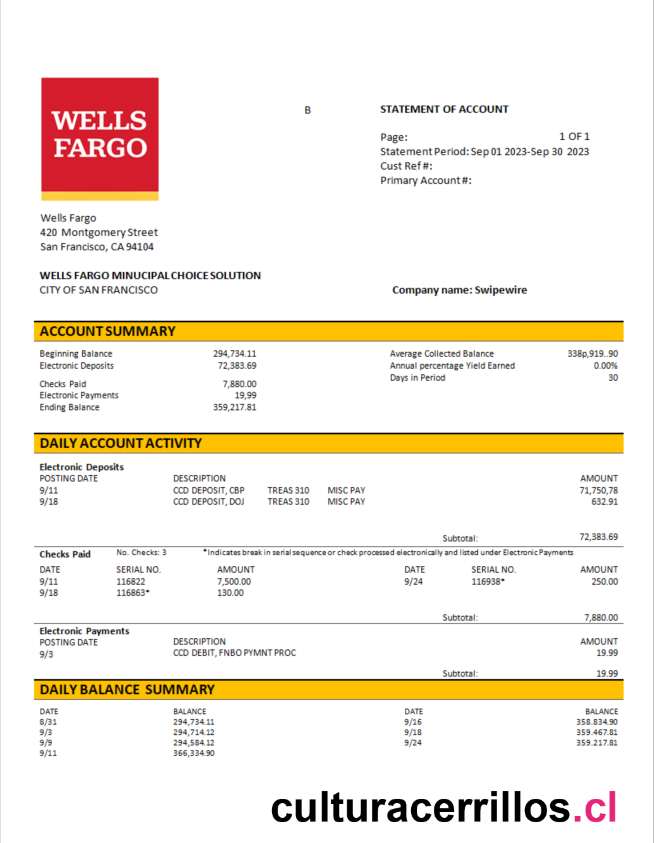 WELLS
FARGO
B
STATEMENT OF ACCOUNT
Page: 1 OF 1
Statement Period: Sep 01 2023-Sep 30 2023
Cust Ref #:
Primary Account #:
Wells Fargo
420 Montgomery Street
San Francisco, CA 94104
WELLS FARGO MINUCIPAL CHOICE SOLUTION
CITY OF SAN FRANCISCO
Company name: Swipewire
ACCOUNT SUMMARY
Beginning Balance 294,734.11 Average Collected Balance 338p,919..90
Electronic Deposits 72,383.69 Annual percentage Yield Earned 0.00%
Days in Period 30
Checks Paid 7,880.00
Electronic Payments 19,99
Ending Balance 359,217.81
DAILY ACCOUNT ACTIVITY
Electronic Deposits
POSTING DATE DESCRIPTION AMOUNT
9/11 CCD DEPOSIT, CBP TREAS 310 MISC PAY 71,750,78
9/18 CCD DEPOSIT, DOJ TREAS 310 MISC PAY 632.91
Subtotal: 72,383.69
Checks Paid No. Checks: 3 *Indicates break in serial sequence or check processed electronically and listed under Electronic Payments
DATE SERIAL NO. AMOUNT DATE SERIAL NO. AMOUNT
9/11 116822 7,500.00 9/24 116938* 250.00
9/18 116863* 130.00
Subtotal: 7,880.00
Electronic Payments
POSTING DATE DESCRIPTION AMOUNT
9/3 CCD DEBIT, FNBO PYMNT PROC 19.99
Subtotal: 19.99
DAILY BALANCE SUMMARY
DATE BALANCE DATE BALANCE
8/31 294,734.11 9/16 358.834.90
9/3 294,714.12 9/18 359.467.81
9/9 294,584.12 9/24 359.217.81
9/11 366,334.90
culturacerrillos.cl